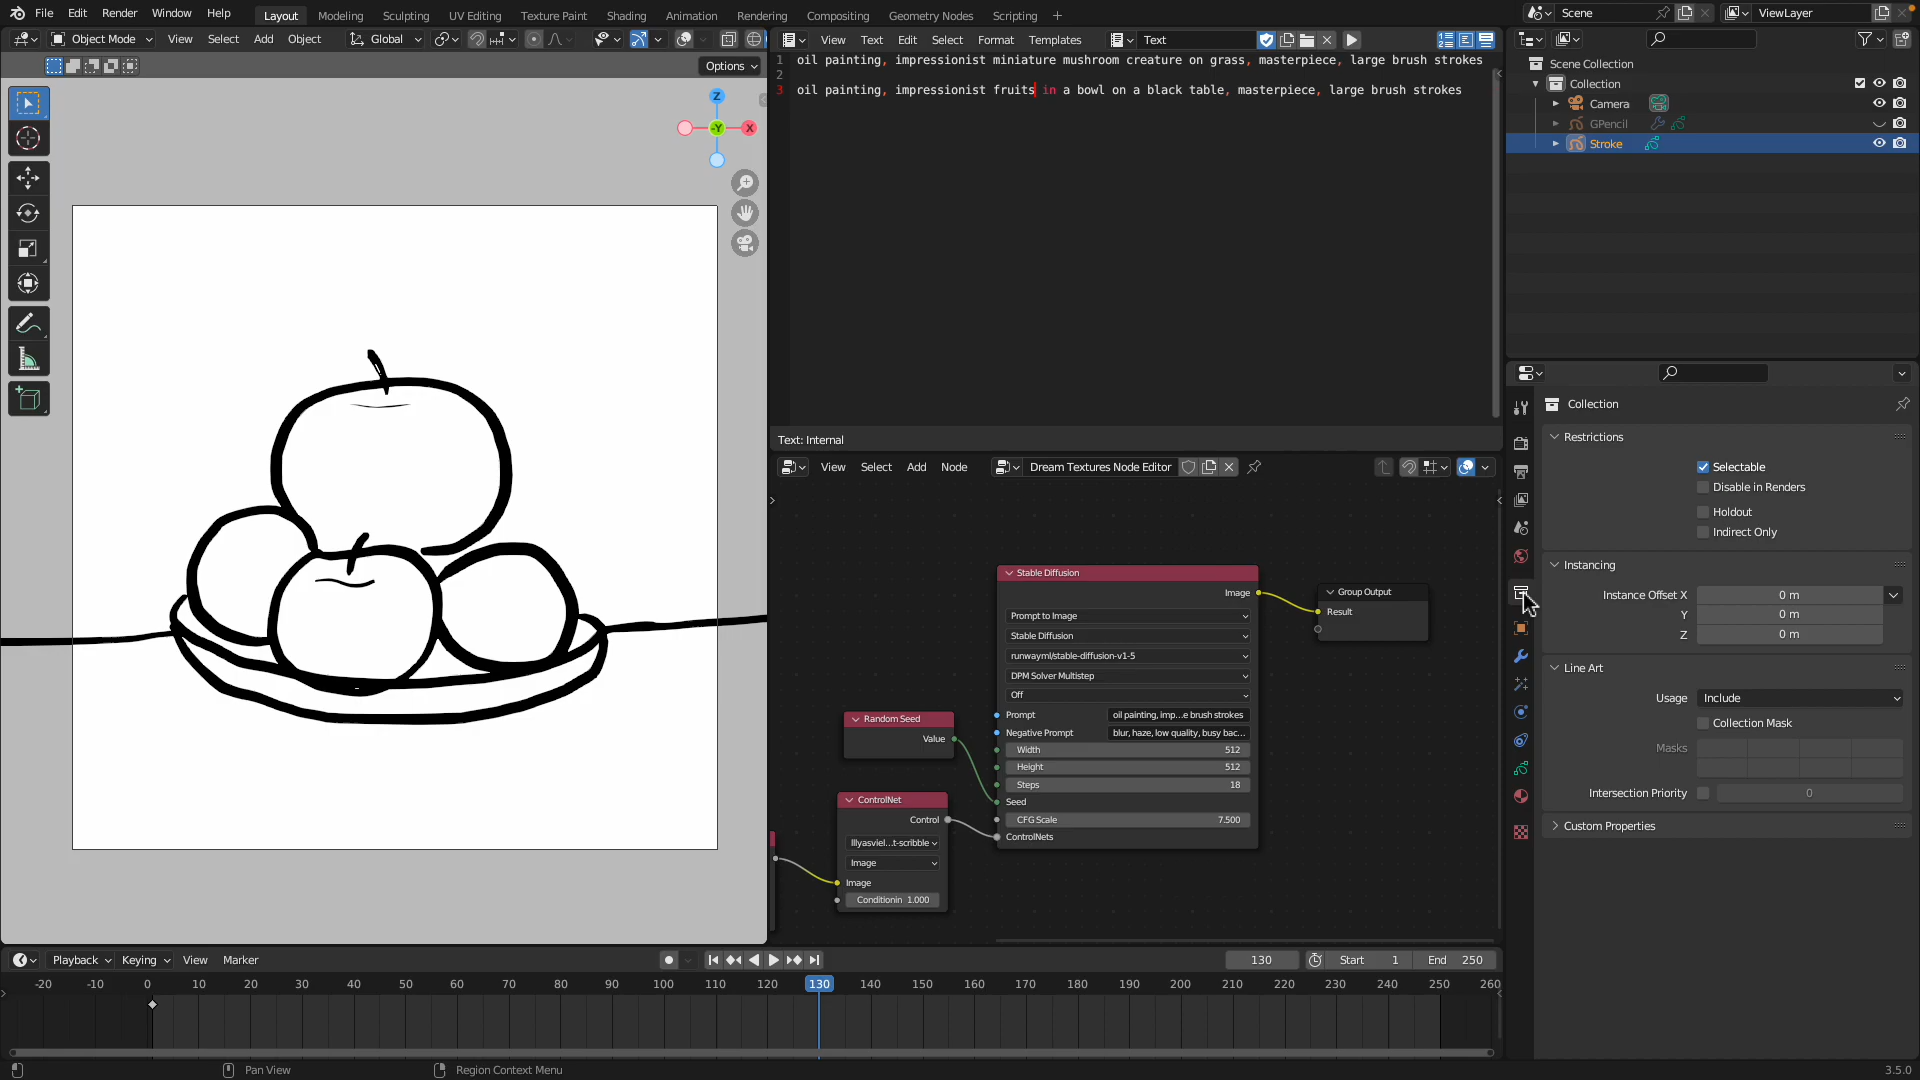 File Edit Render Window Help Layout Modeling Sculpting UV Editing Texture Paint Shading Animation Rendering Compositing Geometry Nodes Scripting + Scene ViewLayer
Object Mode View Select Add Object Global
Options
View Text Edit Select Format Templates Text
1 oil painting, impressionist miniature mushroom creature on grass, masterpiece, large brush strokes
2
3 oil painting, impressionist fruits in a bowl on a black table, masterpiece, large brush strokes
Z
-Y X
Text: Internal
View Select Add Node Dream Textures Node Editor
Stable Diffusion
Image
Prompt to Image
Stable Diffusion
runwayml/stable-diffusion-v1-5
DPM Solver Multistep
Off
Prompt oil painting, imp...e brush strokes
Negative Prompt blur, haze, low quality, busy bac...
Width 512
Height 512
Steps 18
Seed
CFG Scale 7.500
ControlNets
Group Output
Result
Random Seed
Value
ControlNet
Control
lllyasviel...t-scribble
Image
Image
Conditionin 1.000
Scene Collection
Collection
Camera
GPencil
Stroke
Collection
Restrictions
Selectable
Disable in Renders
Holdout
Indirect Only
Instancing
Instance Offset X 0 m
Y 0 m
Z 0 m
Line Art
Usage Include
Collection Mask
Masks
Intersection Priority 0
Custom Properties
Playback Keying View Marker 130 Start 1 End 250
-20 -10 0 10 20 30 40 50 60 70 80 90 100 110 120 130 140 150 160 170 180 190 200 210 220 230 240 250 260
Pan View Region Context Menu 3.5.0